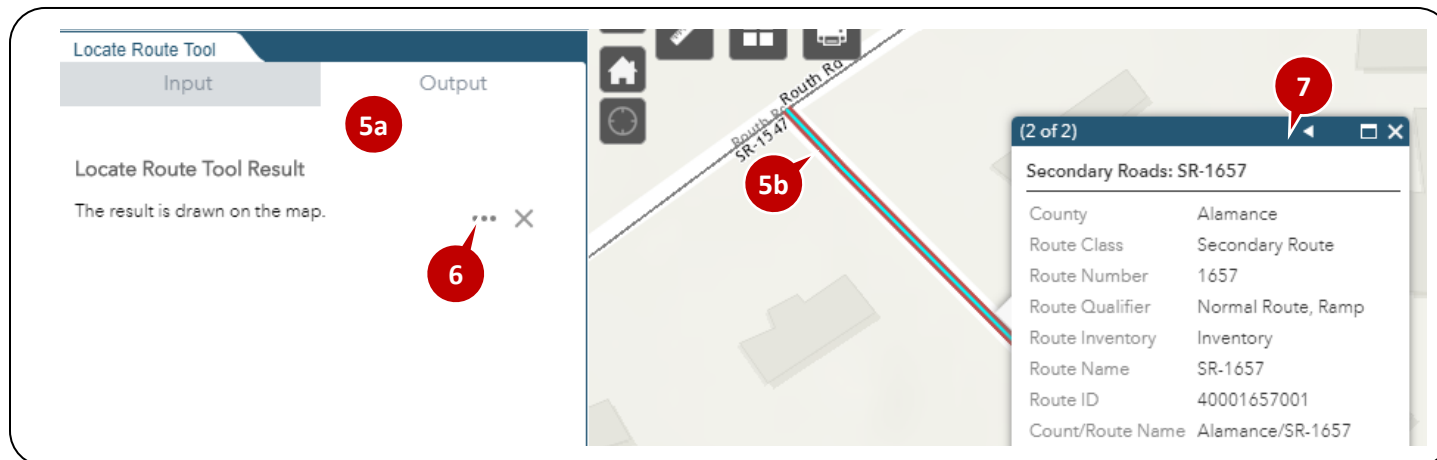 Locate Route Tool
Input
Output
5a
Locate Route Tool Result
The result is drawn on the map.
6
Routh Rd
Routh Rd
SR-1547
5b
7
(2 of 2)
Secondary Roads: SR-1657
County Alamance
Route Class Secondary Route
Route Number 1657
Route Qualifier Normal Route, Ramp
Route Inventory Inventory
Route Name SR-1657
Route ID 40001657001
Count/Route Name Alamance/SR-1657